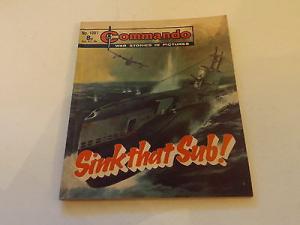 Commando
WAR STORIES IN PICTURES
Sink that Sub!